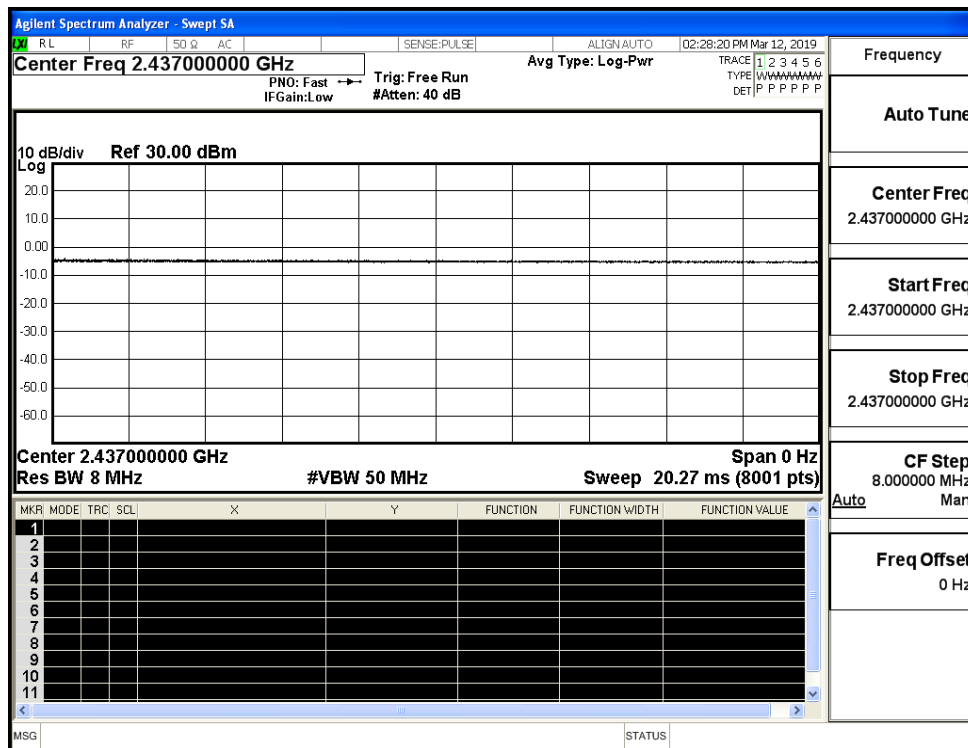 Agilent Spectrum Analyzer - Swept SA
LXI RL RF 50 Ω AC SENSE:PULSE ALIGN AUTO 02:28:20 PM Mar 12, 2019
Center Freq 2.437000000 GHz
PNO: Fast
IFGain:Low
Trig: Free Run
#Atten: 40 dB
Avg Type: Log-Pwr
TRACE 1 2 3 4 5 6
TYPE WWWWWW
DET P P P P P P
10 dB/div Ref 30.00 dBm
Log
20.0
10.0
0.00
-10.0
-20.0
-30.0
-40.0
-50.0
-60.0
Center 2.437000000 GHz Span 0 Hz
Res BW 8 MHz #VBW 50 MHz Sweep 20.27 ms (8001 pts)
MKR MODE TRC SCL X Y FUNCTION FUNCTION WIDTH FUNCTION VALUE
1
2
3
4
5
6
7
8
9
10
11
MSG STATUS
Frequency
Auto Tune
Center Freq
2.437000000 GHz
Start Freq
2.437000000 GHz
Stop Freq
2.437000000 GHz
CF Step
8.000000 MHz
Auto Man
Freq Offset
0 Hz